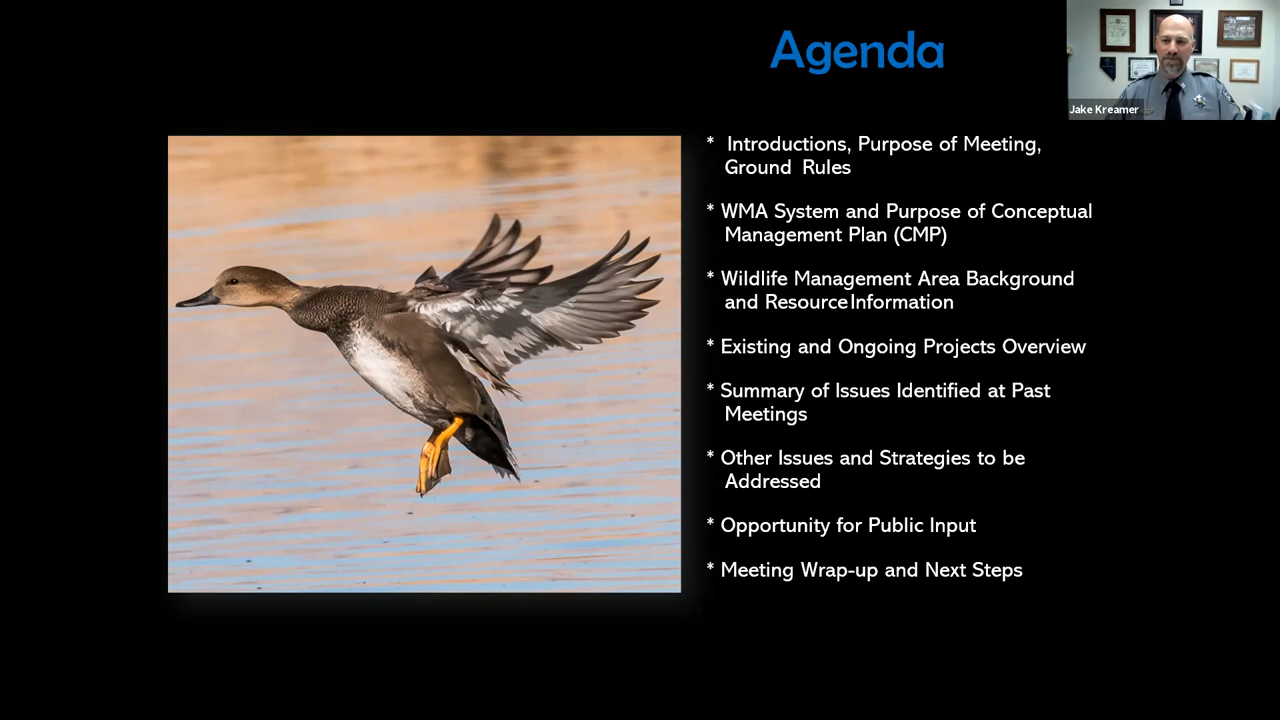 Agenda
Jake Kreamer
* Introductions, Purpose of Meeting,
Ground Rules
* WMA System and Purpose of Conceptual
Management Plan (CMP)
* Wildlife Management Area Background
and Resource Information
* Existing and Ongoing Projects Overview
* Summary of Issues Identified at Past
Meetings
* Other Issues and Strategies to be
Addressed
* Opportunity for Public Input
* Meeting Wrap-up and Next Steps